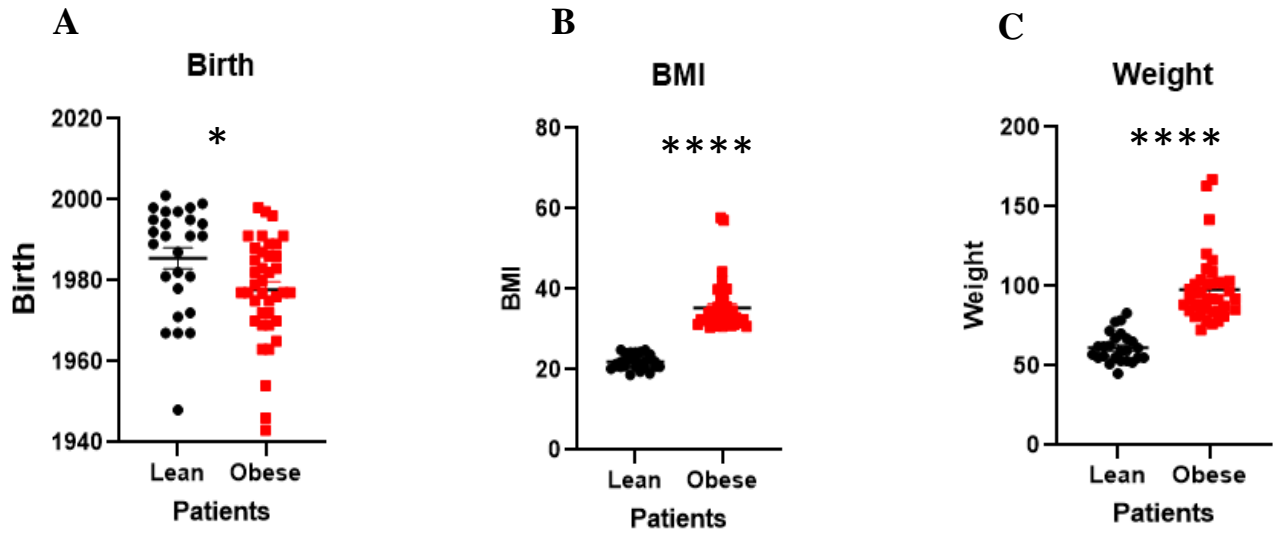 A
Birth
*
Birth
2020
2000
1980
1960
1940
Lean Obese
Patients
B
BMI
****
BMI
80
60
40
20
0
Lean Obese
Patients
C
Weight
****
Weight
200
150
100
50
0
Lean Obese
Patients